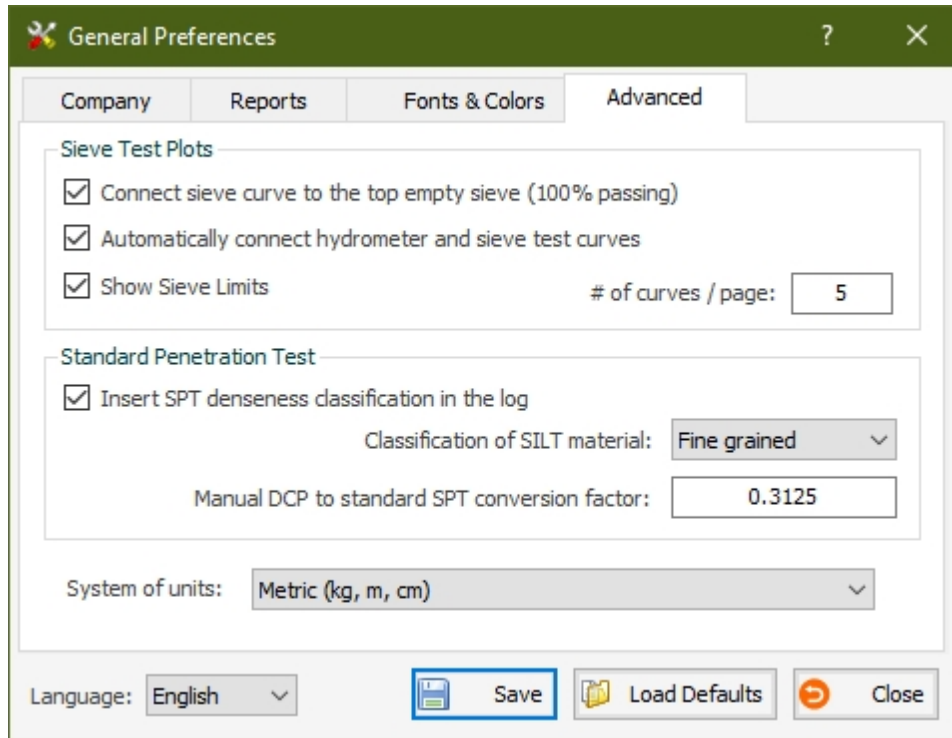 General Preferences ?
Company Reports Fonts & Colors Advanced
Sieve Test Plots
Connect sieve curve to the top empty sieve (100% passing)
Automatically connect hydrometer and sieve test curves
Show Sieve Limits # of curves / page: 5
Standard Penetration Test
Insert SPT denseness classification in the log
Classification of SILT material: Fine grained
Manual DCP to standard SPT conversion factor: 0.3125
System of units: Metric (kg, m, cm)
Language: English Save Load Defaults Close